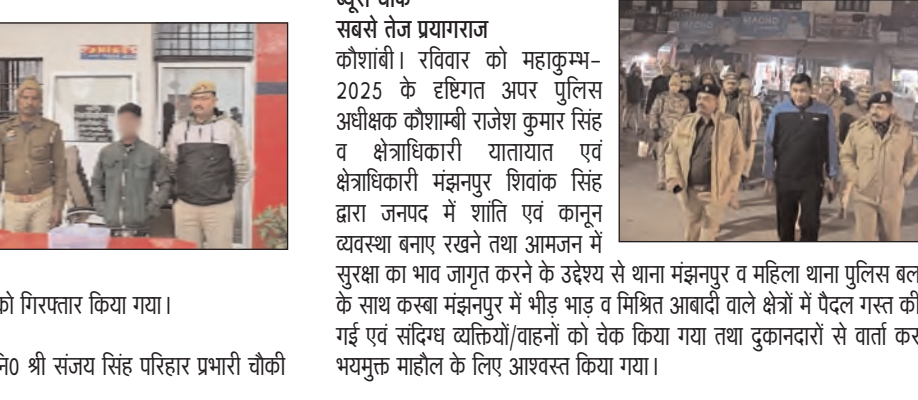 को गिरफ्तार किया गया।
श्री संजय सिंह परिहार प्रभारी चौकी
ब्यूरो चीफ
सबसे तेज प्रयागराज
कौशांबी। रविवार को महाकुम्भ-
2025 के दृष्टिगत अपर पुलिस
अधीक्षक कौशाम्बी राजेश कुमार सिंह
व क्षेत्राधिकारी यातायात एवं
क्षेत्राधिकारी मंझनपुर शिवांक सिंह
द्वारा जनपद में शांति एवं कानून
व्यवस्था बनाए रखने तथा आमजन में
सुरक्षा का भाव जागृत करने के उद्देश्य से थाना मंझनपुर व महिला थाना पुलिस बल
के साथ कस्बा मंझनपुर में भीड़ भाड़ व मिश्रित आबादी वाले क्षेत्रों में पैदल गस्त की
गई एवं संदिग्ध व्यक्तियों/वाहनों को चेक किया गया तथा दुकानदारों से वार्ता कर
भयमुक्त माहौल के लिए आश्वस्त किया गया।